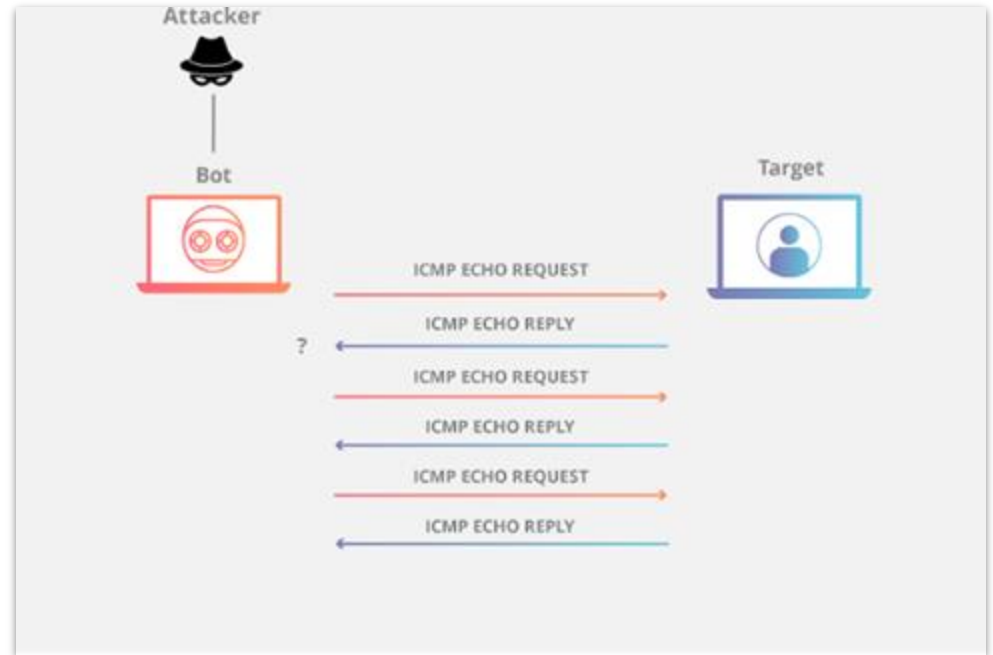 Attacker
Bot
Target
ICMP ECHO REQUEST
ICMP ECHO REPLY
?
ICMP ECHO REQUEST
ICMP ECHO REPLY
ICMP ECHO REQUEST
ICMP ECHO REPLY